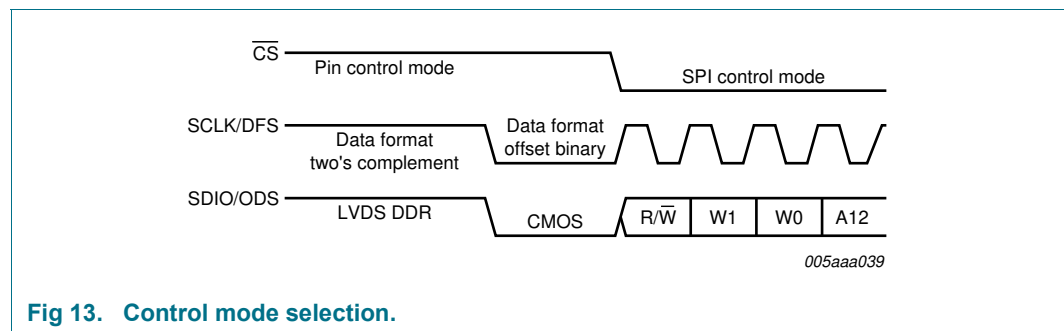 C̅S̅
Pin control mode
SPI control mode
SCLK/DFS
Data format
two's complement
Data format
offset binary
SDIO/ODS
LVDS DDR
CMOS
R/W̅
W1
W0
A12
005aaa039
Fig 13. Control mode selection.